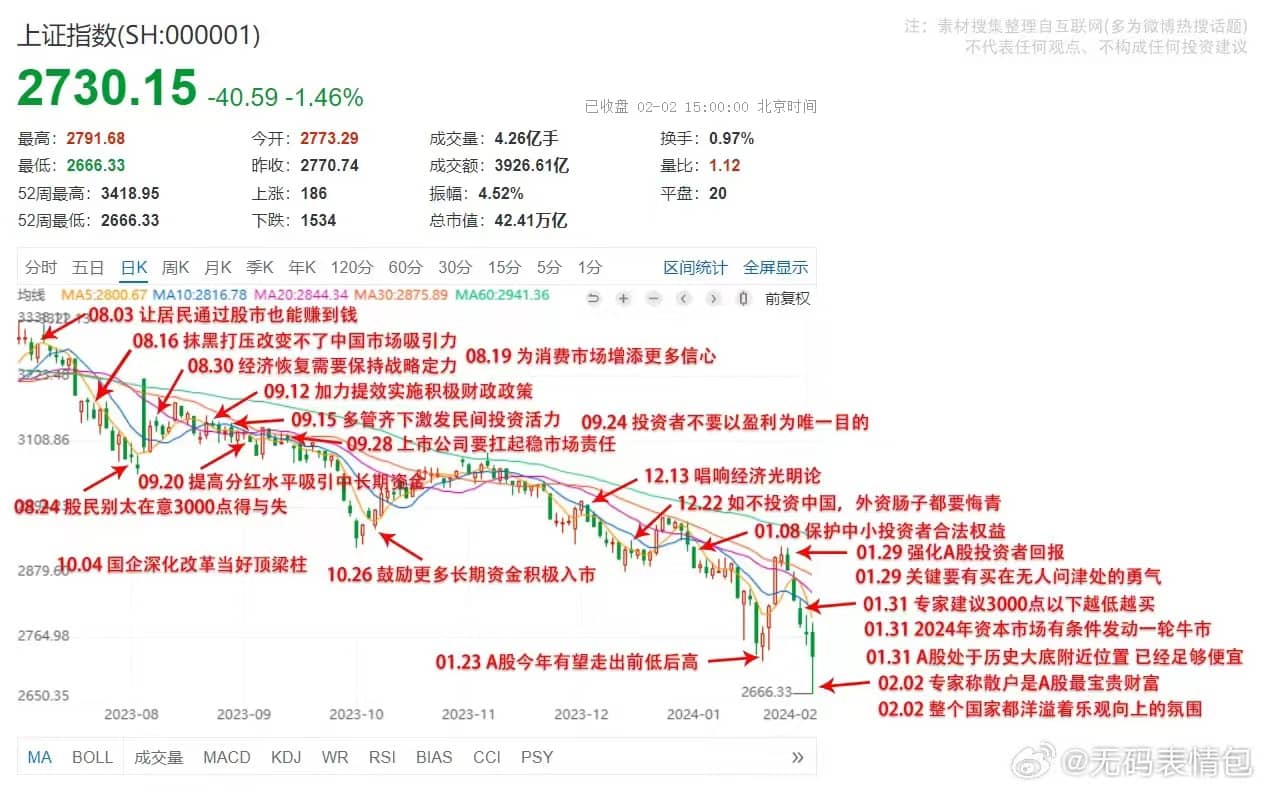 上证指数(SH:000001)
注：素材搜集整理自互联网(多为微博热搜话题)
不代表任何观点、不构成任何投资建议
2730.15 -40.59 -1.46%
已收盘 02-02 15:00:00 北京时间
最高：2791.68 今开：2773.29 成交量：4.26亿手 换手：0.97%
最低：2666.33 昨收：2770.74 成交额：3926.61亿 量比：1.12
52周最高：3418.95 上涨：186 振幅：4.52% 平盘：20
52周最低：2666.33 下跌：1534 总市值：42.41万亿
分时 五日 日K 周K 月K 季K 年K 120分 60分 30分 15分 5分 1分 区间统计 全屏显示
均线 MA5:2800.67 MA10:2816.78 MA20:2844.34 MA30:2875.89 MA60:2941.36 前复权
08.03 让居民通过股市也能赚到钱
08.16 抹黑打压改变不了中国市场吸引力
08.19 为消费市场增添更多信心
08.30 经济恢复需要保持战略定力
3223.48
09.12 加力提效实施积极财政政策
09.15 多管齐下激发民间投资活力
09.24 投资者不要以盈利为唯一目的
3108.86
09.28 上市公司要扛起稳市场责任
12.13 唱响经济光明论
09.20 提高分红水平吸引中长期资金
12.22 如不投资中国，外资肠子都要悔青
08.24 股民别太在意3000点得与失
01.08 保护中小投资者合法权益
01.29 强化A股投资者回报
10.04 国企深化改革当好顶梁柱
2879.60
10.26 鼓励更多长期资金积极入市
01.29 关键要有买在无人问津处的勇气
01.31 专家建议3000点以下越低越买
01.31 2024年资本市场有条件发动一轮牛市
2764.98
01.23 A股今年有望走出前低后高
01.31 A股处于历史大底附近位置 已经足够便宜
02.02 专家称散户是A股最宝贵财富
2650.35
2666.33
02.02 整个国家都洋溢着乐观向上的氛围
2023-08 2023-09 2023-10 2023-11 2023-12 2024-01 2024-02
MA BOLL 成交量 MACD KDJ WR RSI BIAS CCI PSY »
@无码表情包